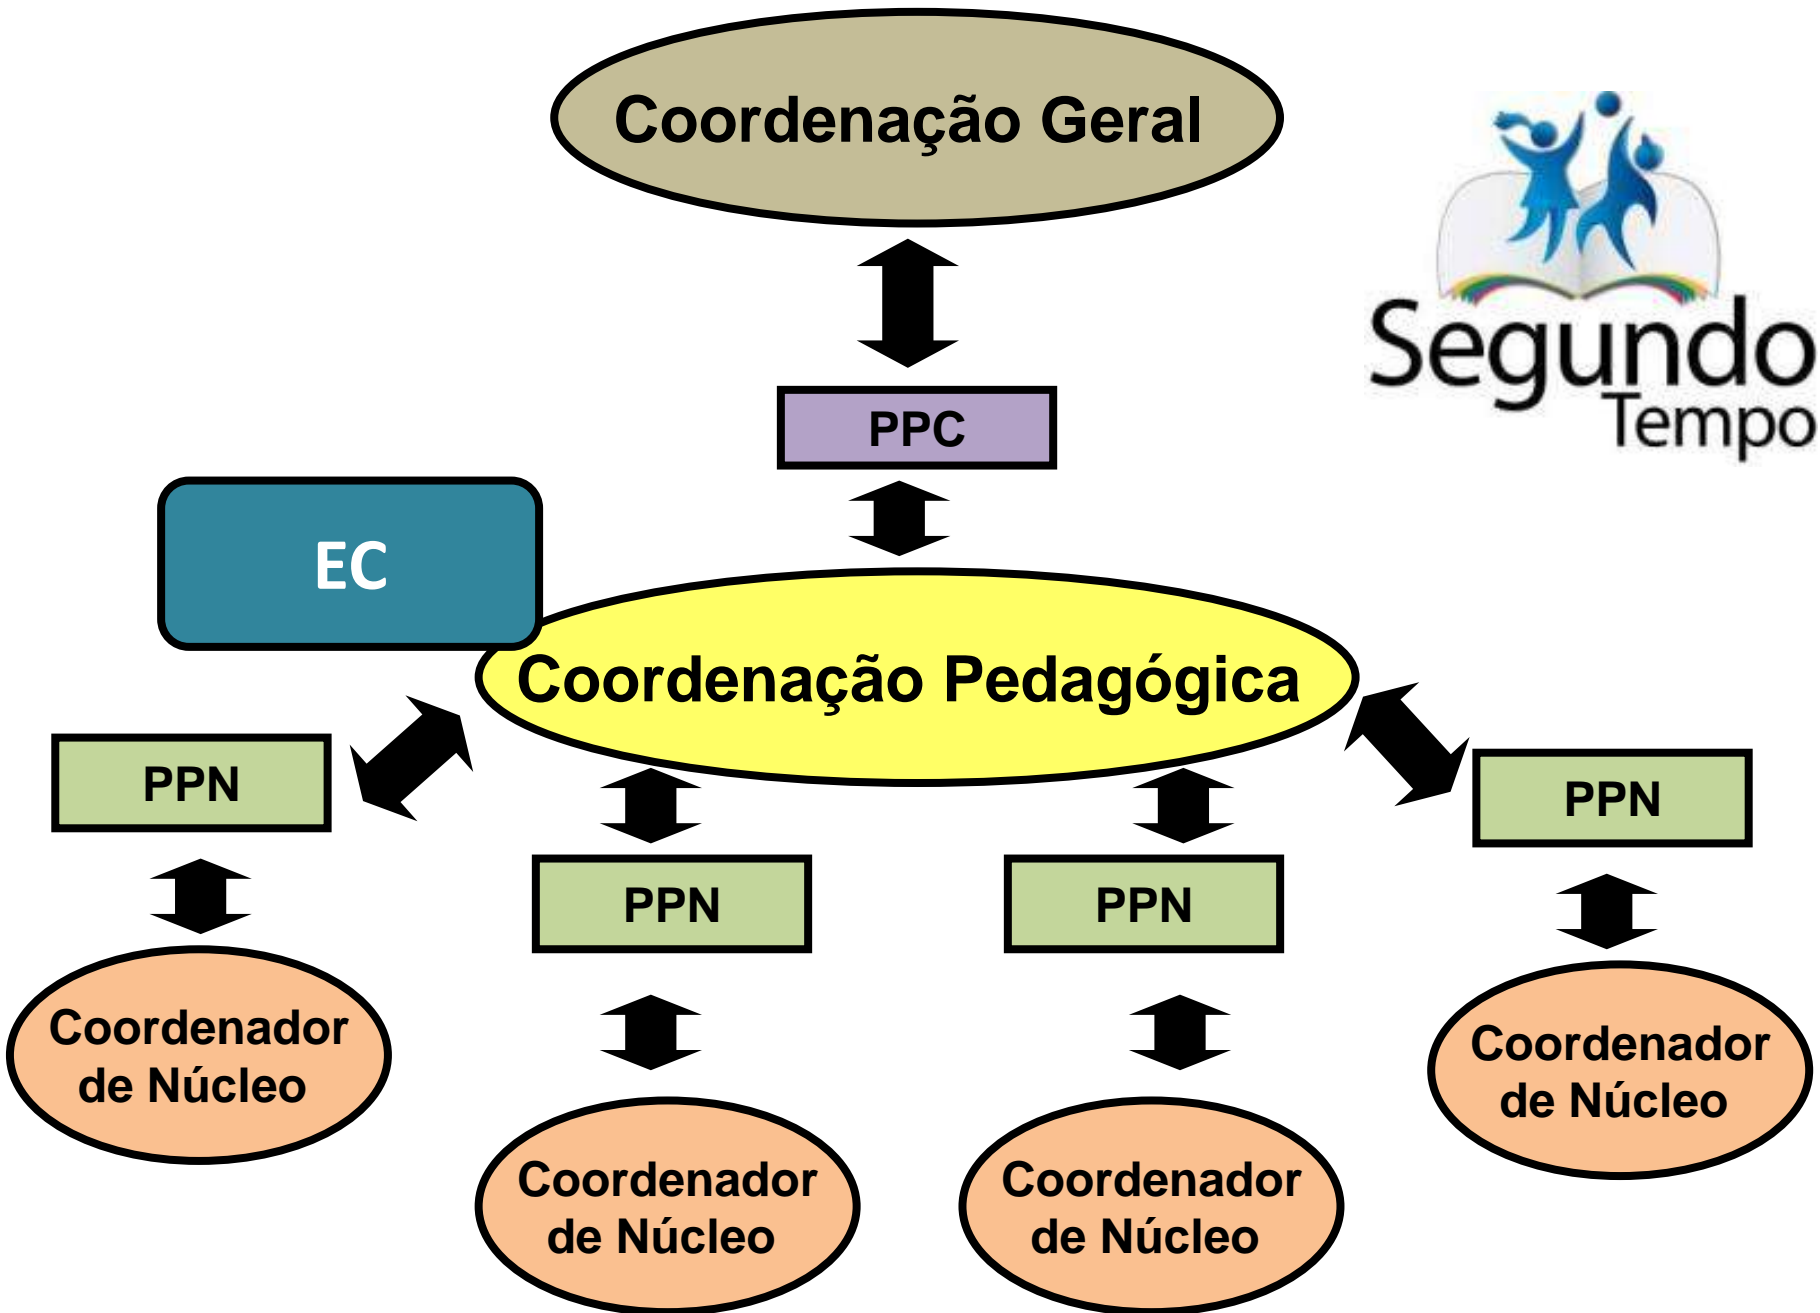 Coordenação Geral
Segundo
Tempo
PPC
EC
Coordenação Pedagógica
PPN
PPN
PPN
PPN
Coordenador
de Núcleo
Coordenador
de Núcleo
Coordenador
de Núcleo
Coordenador
de Núcleo